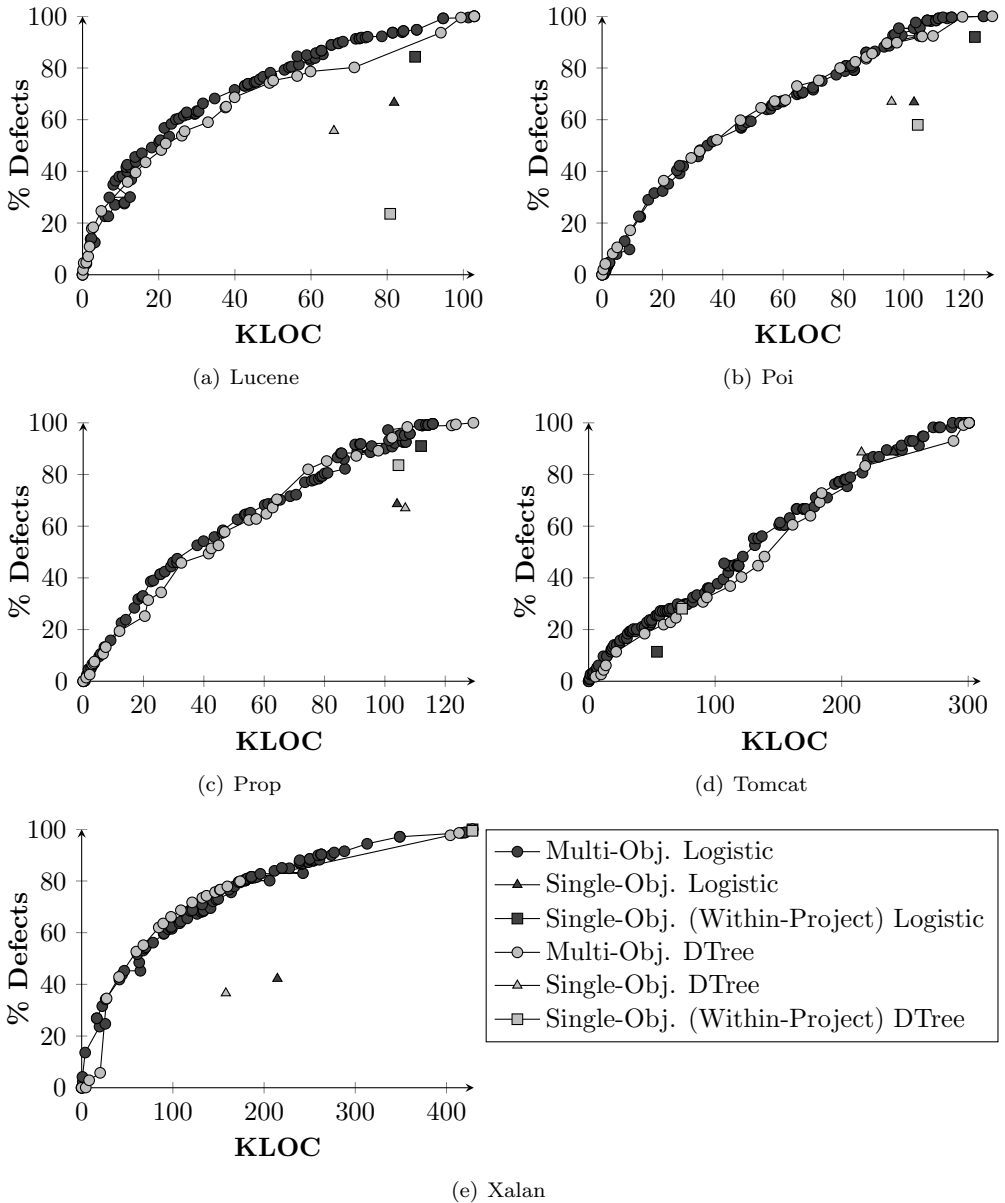 100
80
60
40
20
0
% Defects
0 20 40 60 80 100
KLOC
(a) Lucene
100
80
60
40
20
0
% Defects
0 20 40 60 80 100 120
KLOC
(b) Poi
100
80
60
40
20
0
% Defects
0 20 40 60 80 100 120
KLOC
(c) Prop
100
80
60
40
20
0
% Defects
0 100 200 300
KLOC
(d) Tomcat
100
80
60
40
20
0
% Defects
0 100 200 300 400
KLOC
(e) Xalan
Multi-Obj. Logistic
Single-Obj. Logistic
Single-Obj. (Within-Project) Logistic
Multi-Obj. DTree
Single-Obj. DTree
Single-Obj. (Within-Project) DTree